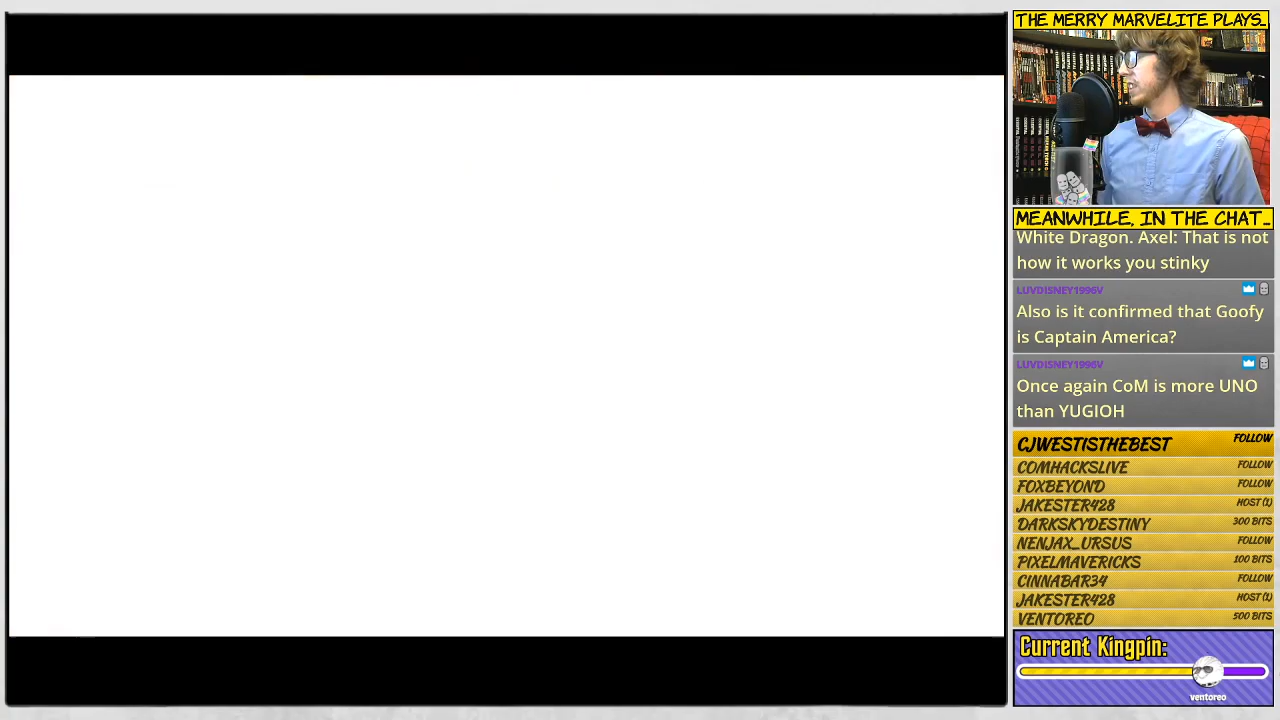 THE MERRY MARVELITE PLAYS...
MEANWHILE, IN THE CHAT...
White Dragon. Axel: That is not
how it works you stinky
LUVDISNEY1996V
Also is it confirmed that Goofy
is Captain America?
LUVDISNEY1996V
Once again CoM is more UNO
than YUGIOH
CJWESTISTHEBEST FOLLOW
COMHACKSLIVE FOLLOW
FOXBEYOND FOLLOW
JAKESTER428 HOST (1)
DARKSKYDESTINY 300 BITS
NENJAX_URSUS FOLLOW
PIXELMAVERICKS 100 BITS
CINNABAR34 FOLLOW
JAKESTER428 HOST (1)
VENTOREO 500 BITS
Current Kingpin:
ventoreo